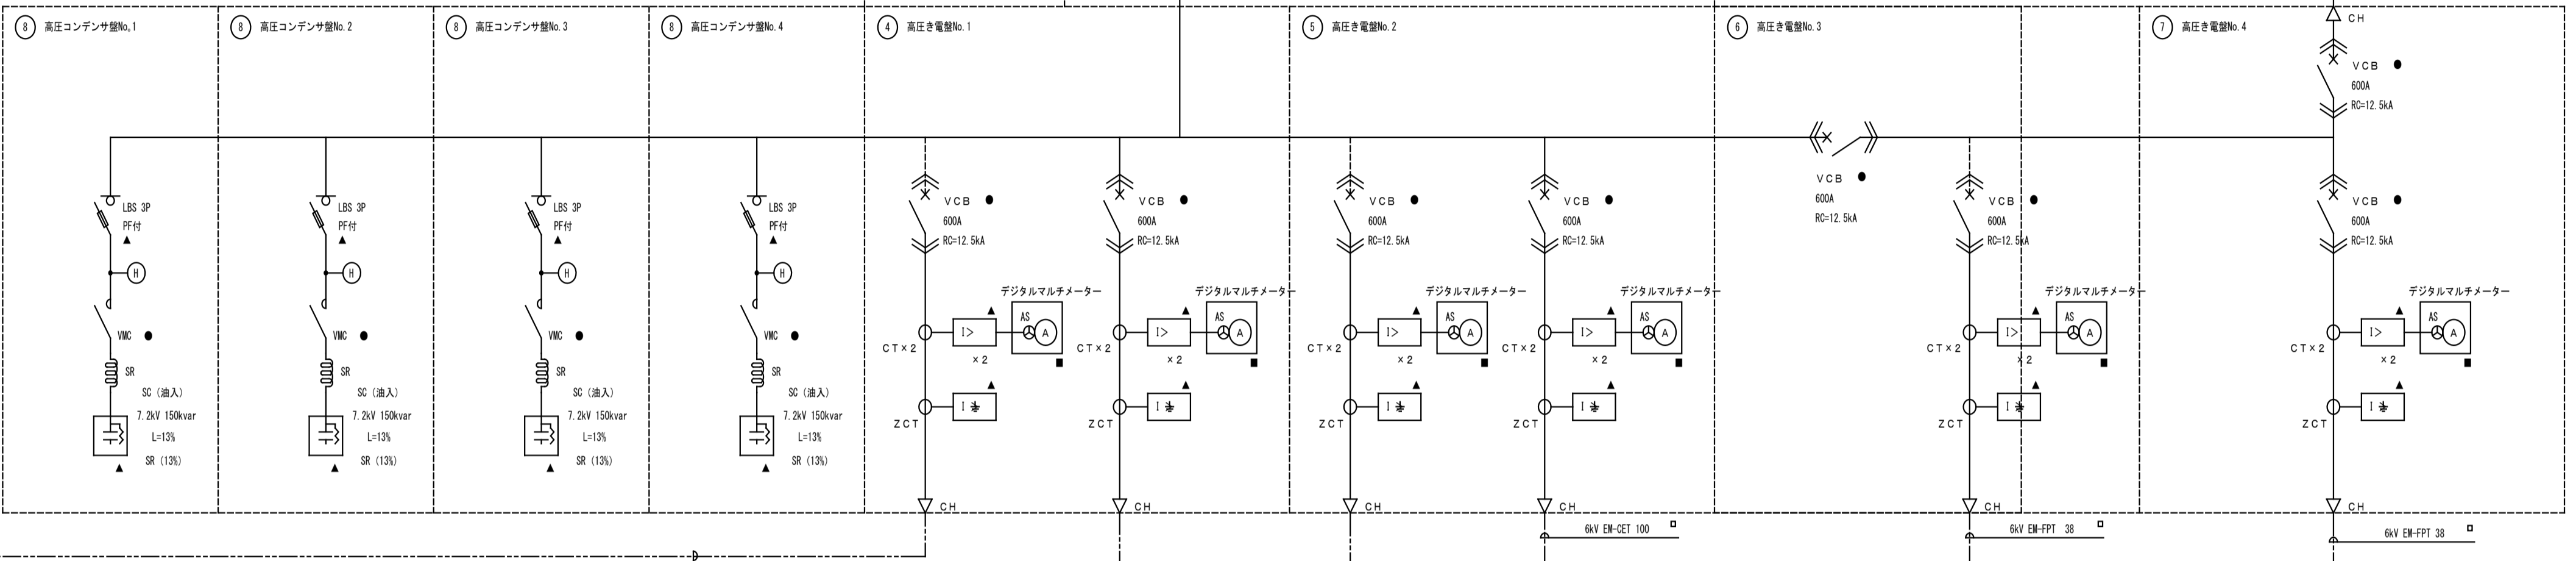 8 高圧コンデンサ盤No.1
LBS 3P
PF付
H
VMC
SR
SC (油入)
7.2kV 150kvar
L=13%
SR (13%)
8 高圧コンデンサ盤No.2
LBS 3P
PF付
H
VMC
SR
SC (油入)
7.2kV 150kvar
L=13%
SR (13%)
8 高圧コンデンサ盤No.3
LBS 3P
PF付
H
VMC
SR
SC (油入)
7.2kV 150kvar
L=13%
SR (13%)
8 高圧コンデンサ盤No.4
LBS 3P
PF付
H
VMC
SR
SC (油入)
7.2kV 150kvar
L=13%
SR (13%)
4 高圧き電盤No.1
VCB
600A
RC=12.5kA
デジタルマルチメーター
AS
I>
A
CT×2
×2
I
ZCT
CH
VCB
600A
RC=12.5kA
デジタルマルチメーター
AS
I>
A
CT×2
×2
I
ZCT
CH
5 高圧き電盤No.2
VCB
600A
RC=12.5kA
デジタルマルチメーター
AS
I>
A
CT×2
×2
I
ZCT
CH
VCB
600A
RC=12.5kA
デジタルマルチメーター
AS
I>
A
CT×2
×2
I
ZCT
CH
6kV EM-CET 100
6 高圧き電盤No.3
VCB
600A
RC=12.5kA
VCB
600A
RC=12.5kA
デジタルマルチメーター
AS
I>
A
CT×2
×2
I
ZCT
CH
6kV EM-FPT 38
7 高圧き電盤No.4
CH
VCB
600A
RC=12.5kA
VCB
600A
RC=12.5kA
デジタルマルチメーター
AS
I>
A
CT×2
×2
I
ZCT
CH
6kV EM-FPT 38